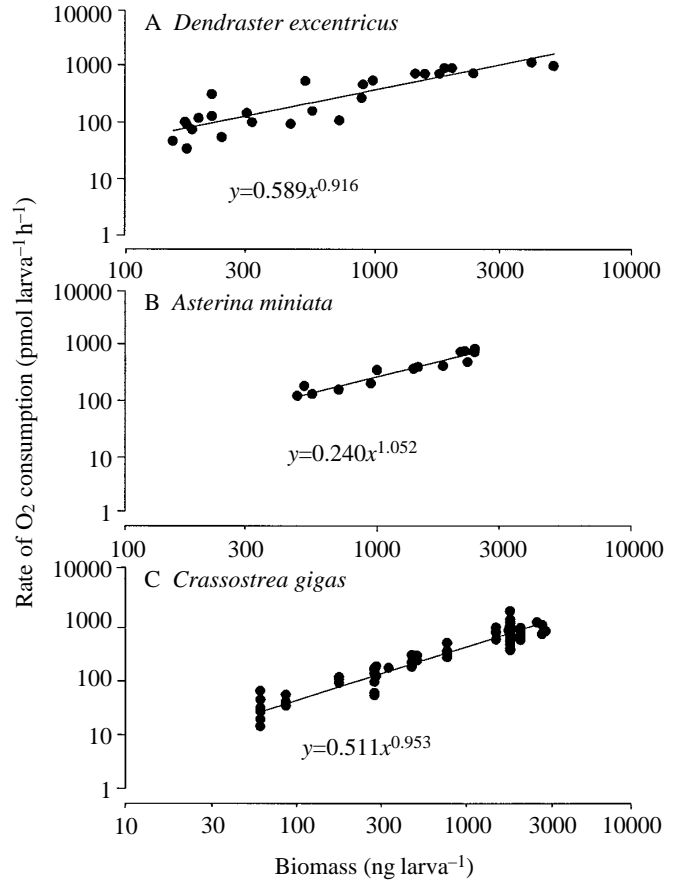 Rate of O₂ consumption (pmol larva⁻¹ h⁻¹)
A Dendraster excentricus
10000
1000
100
10
1
y=0.589x^0.916
100 300 1000 3000 10000
B Asterina miniata
10000
1000
100
10
1
y=0.240x^1.052
100 300 1000 3000 10000
C Crassostrea gigas
10000
1000
100
10
1
y=0.511x^0.953
10 30 100 300 1000 3000 10000
Biomass (ng larva⁻¹)